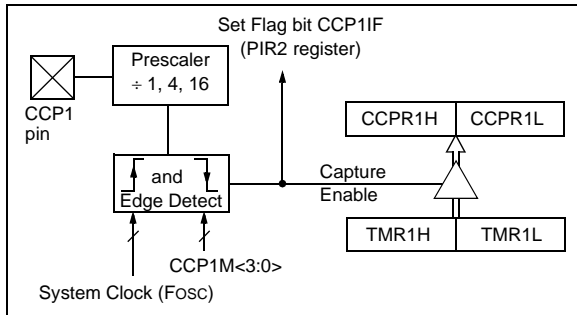 Set Flag bit CCP1IF
(PIR2 register)
Prescaler
÷ 1, 4, 16
CCP1
pin
CCPR1H
CCPR1L
and
Edge Detect
Capture
Enable
TMR1H
TMR1L
CCP1M<3:0>
System Clock (FOSC)